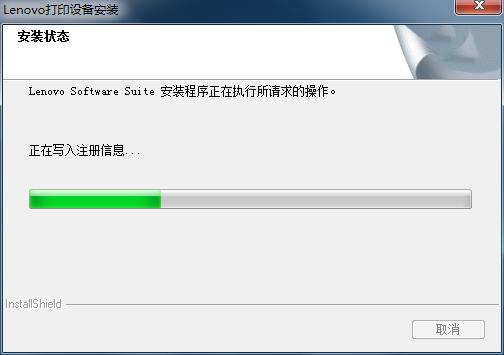 Lenovo打印设备安装
安装状态
Lenovo Software Suite 安装程序正在执行所请求的操作。
正在写入注册信息...
InstallShield
取消